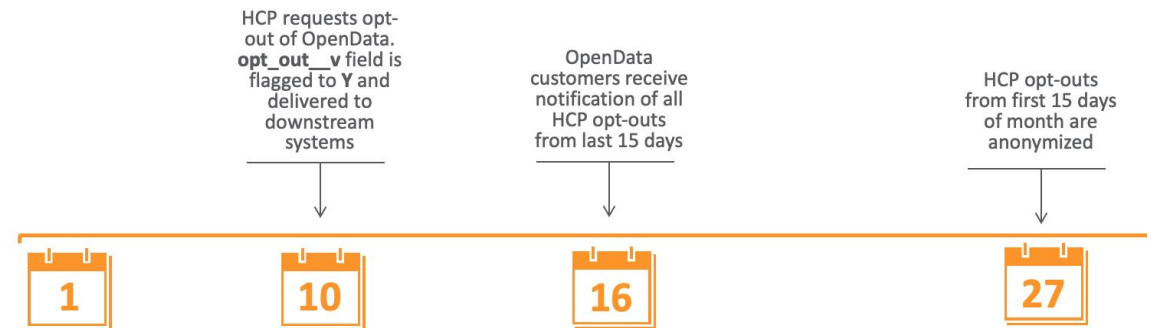 HCP requests opt-
out of OpenData.
opt_out__v field is
flagged to Y and
delivered to
downstream
systems
OpenData
customers receive
notification of all
HCP opt-outs
from last 15 days
HCP opt-outs
from first 15 days
of month are
anonymized
1
10
16
27